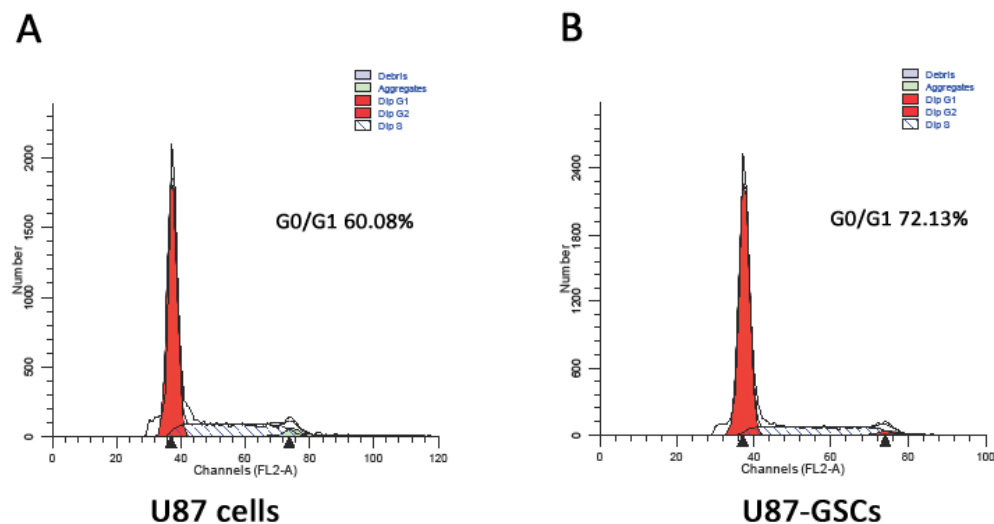 A
Debris
Aggregates
Dip G1
Dip G2
Dip S
2000
1500
1000
500
0
Number
G0/G1 60.08%
0 20 40 60 80 100 120
Channels (FL2-A)
U87 cells
B
Debris
Aggregates
Dip G1
Dip G2
Dip S
2400
1800
1200
600
0
Number
G0/G1 72.13%
0 20 40 60 80 100
Channels (FL2-A)
U87-GSCs